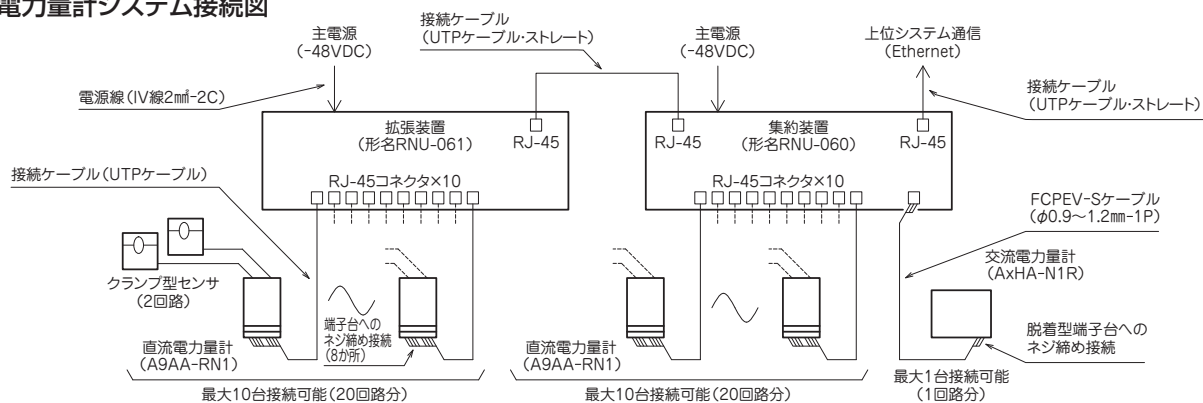 電力量計システム接続図
主電源
(-48VDC)
接続ケーブル
(UTPケーブル・ストレート)
主電源
(-48VDC)
上位システム通信
(Ethernet)
電源線(IV線2㎟-2C)
接続ケーブル
(UTPケーブル・ストレート)
拡張装置
(形名RNU-061)
RJ-45
RJ-45
集約装置
(形名RNU-060)
RJ-45
接続ケーブル(UTPケーブル)
RJ-45コネクタ×10
RJ-45コネクタ×10
FCPEV-Sケーブル
(φ0.9~1.2㎜-1P)
クランプ型センサ
(2回路)
交流電力量計
(AxHA-N1R)
直流電力量計
(A9AA-RN1)
端子台への
ネジ締め接続
(8か所)
直流電力量計
(A9AA-RN1)
脱着型端子台への
ネジ締め接続
最大10台接続可能(20回路分)
最大10台接続可能(20回路分)
最大1台接続可能
(1回路分)